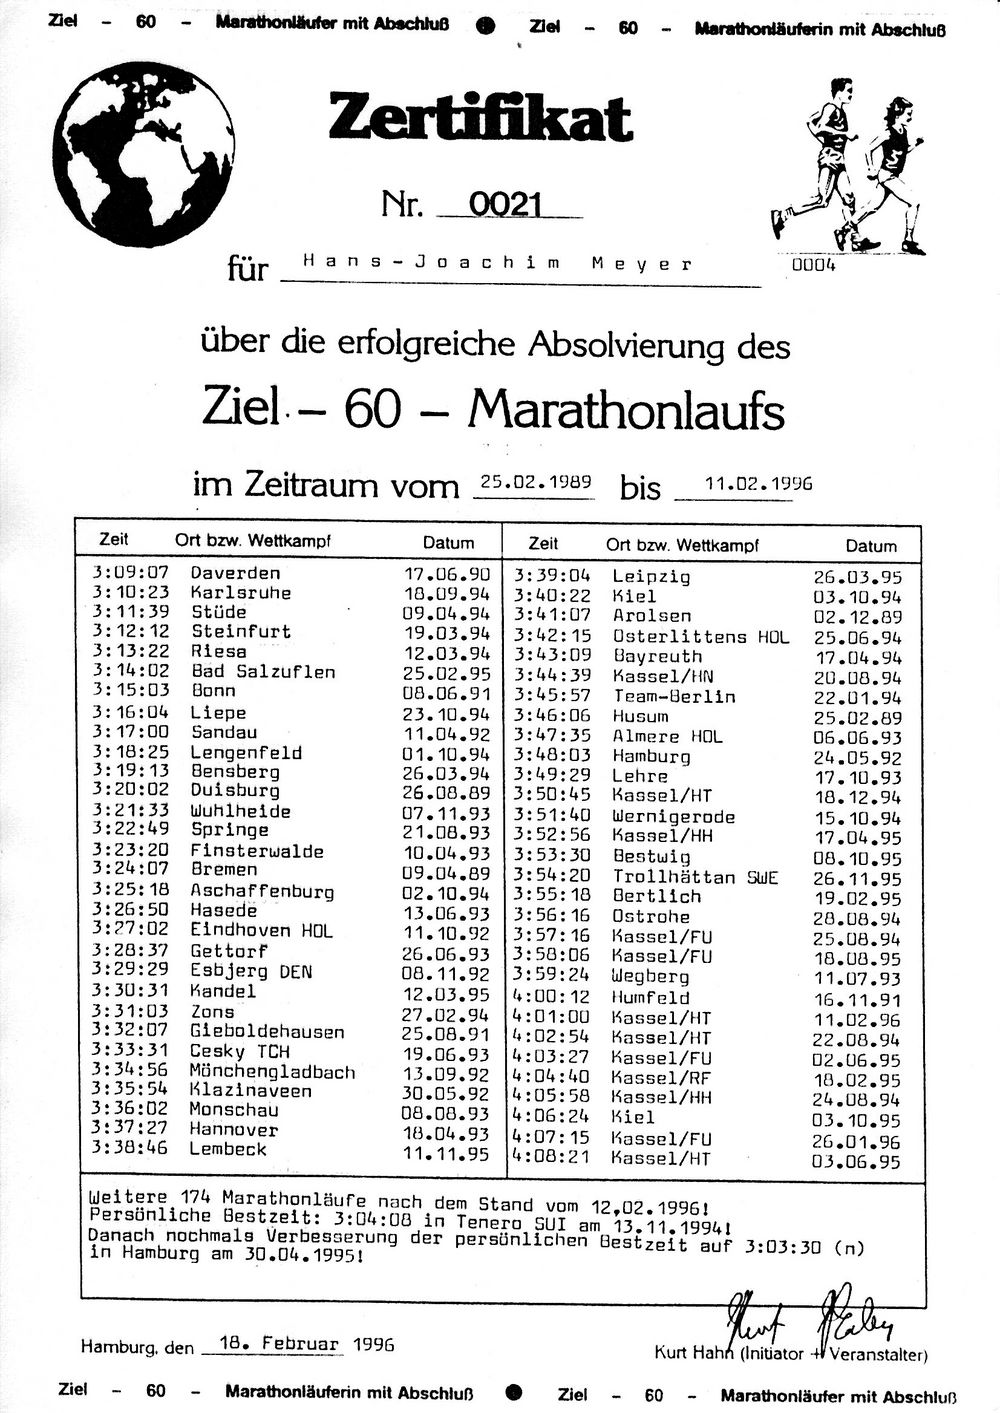 Ziel – 60 – Marathonläufer mit Abschluß ● Ziel – 60 – Marathonläuferin mit Abschluß
Zertifikat
Nr. 0021
für Hans-Joachim Meyer
0004
über die erfolgreiche Absolvierung des
Ziel – 60 – Marathonlaufs
im Zeitraum vom 25.02.1989 bis 11.02.1996
Zeit Ort bzw. Wettkampf Datum Zeit Ort bzw. Wettkampf Datum
3:09:07 Daverden 17.06.90 3:39:04 Leipzig 26.03.95
3:10:23 Karlsruhe 18.09.94 3:40:22 Kiel 03.10.94
3:11:39 Stüde 09.04.94 3:41:07 Arolsen 02.12.89
3:12:12 Steinfurt 19.03.94 3:42:15 Osterlittens HOL 25.06.94
3:13:22 Riesa 12.03.94 3:43:09 Bayreuth 17.04.94
3:14:02 Bad Salzuflen 25.02.95 3:44:39 Kassel/HN 20.08.94
3:15:03 Bonn 08.06.91 3:45:57 Team-Berlin 22.01.94
3:16:04 Liepe 23.10.94 3:46:06 Husum 25.02.89
3:17:00 Sandau 11.04.92 3:47:35 Almere HOL 06.06.93
3:18:25 Lengenfeld 01.10.94 3:48:03 Hamburg 24.05.92
3:19:13 Bensberg 26.03.94 3:49:29 Lehre 17.10.93
3:20:02 Duisburg 26.08.89 3:50:45 Kassel/HT 18.12.94
3:21:33 Wuhlheide 07.11.93 3:51:40 Wernigerode 15.10.94
3:22:49 Springe 21.08.93 3:52:56 Kassel/HH 17.04.95
3:23:20 Finsterwalde 10.04.93 3:53:30 Bestwig 08.10.95
3:24:07 Bremen 09.04.89 3:54:20 Trollhättan SWE 26.11.95
3:25:18 Aschaffenburg 02.10.94 3:55:18 Bertlich 19.02.95
3:26:50 Hasede 13.06.93 3:56:16 Ostrohe 28.08.94
3:27:02 Eindhoven HOL 11.10.92 3:57:16 Kassel/FU 25.08.94
3:28:37 Gettorf 26.06.93 3:58:06 Kassel/FU 18.08.95
3:29:29 Esbjerg DEN 08.11.92 3:59:24 Wegberg 11.07.93
3:30:31 Kandel 12.03.95 4:00:12 Humfeld 16.11.91
3:31:03 Zons 27.02.94 4:01:00 Kassel/HT 11.02.96
3:32:07 Gieboldehausen 25.08.91 4:02:54 Kassel/HT 22.08.94
3:33:31 Cesky TCH 19.06.93 4:03:27 Kassel/FU 02.06.95
3:34:56 Mönchengladbach 13.09.92 4:04:40 Kassel/RF 18.02.95
3:35:54 Klazinaveen 30.05.92 4:05:58 Kassel/HH 24.08.94
3:36:02 Monschau 08.08.93 4:06:24 Kiel 03.10.95
3:37:27 Hannover 18.04.93 4:07:15 Kassel/FU 26.01.96
3:38:46 Lembeck 11.11.95 4:08:21 Kassel/HT 03.06.95
Weitere 174 Marathonläufe nach dem Stand vom 12.02.1996!
Persönliche Bestzeit: 3:04:08 in Tenero SUI am 13.11.1994!
Danach nochmals Verbesserung der persönlichen Bestzeit auf 3:03:30 (n)
in Hamburg am 30.04.1995!
Hamburg, den 18. Februar 1996
Kurt Hahn (Initiator + Veranstalter)
Ziel – 60 – Marathonläuferin mit Abschluß ● Ziel – 60 – Marathonläufer mit Abschluß